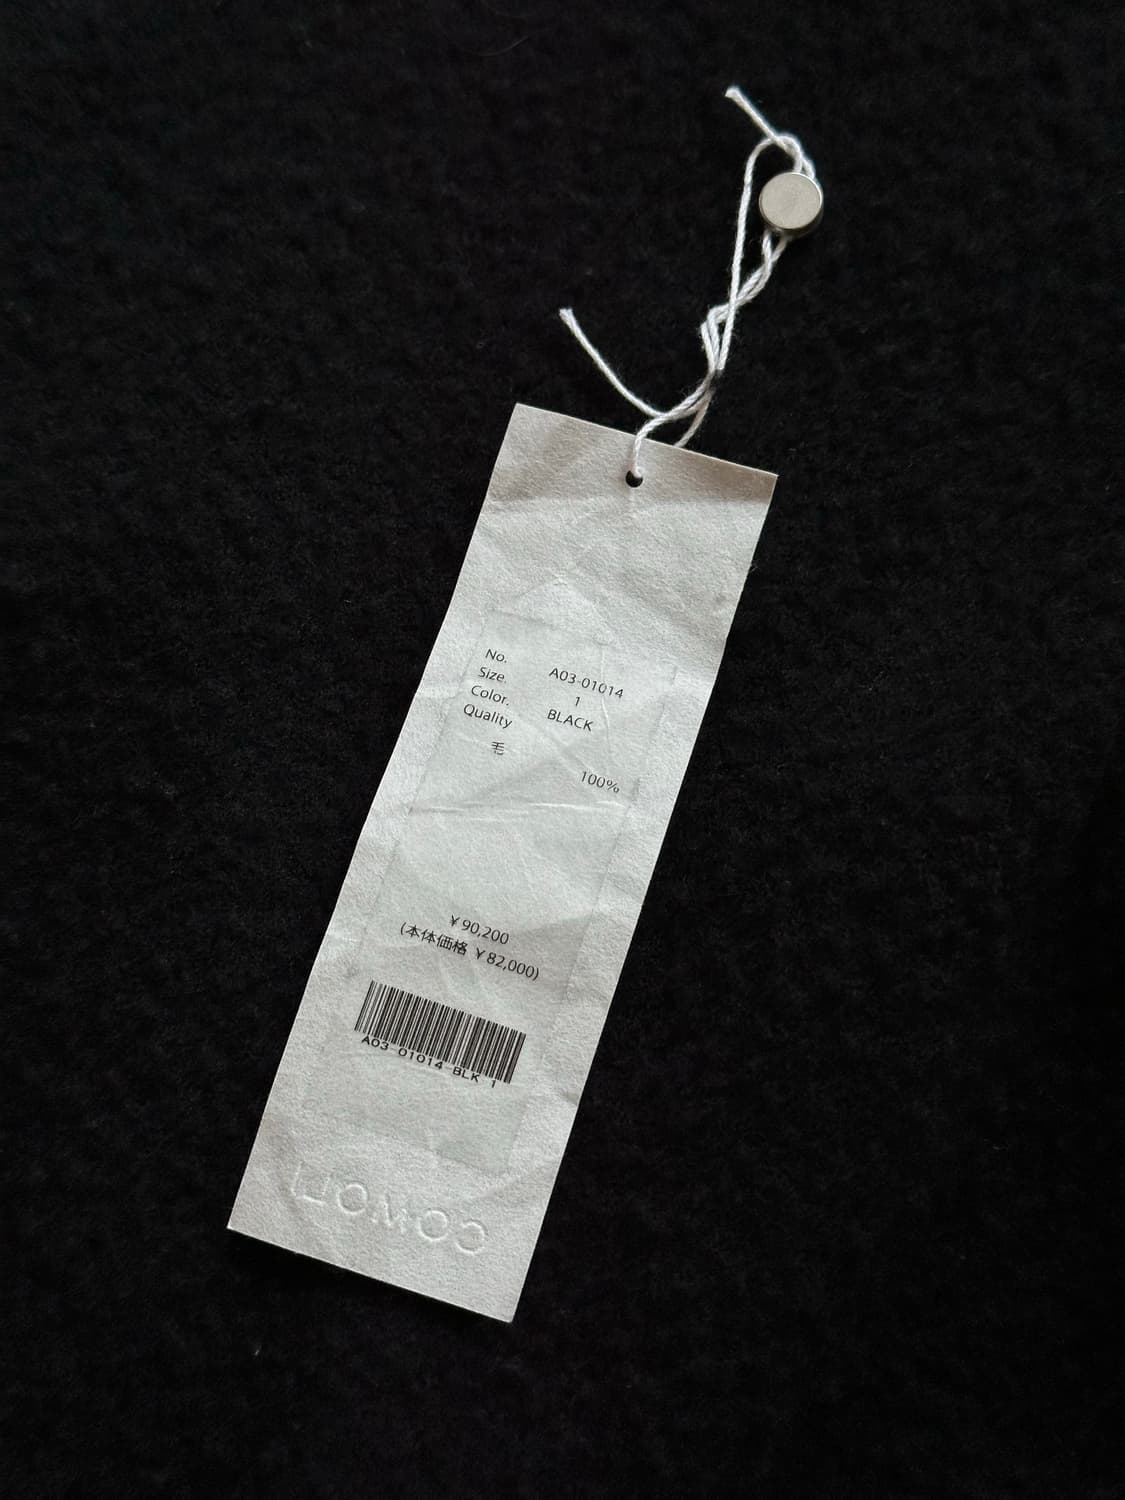 No. A03-01014
Size. 1
Color. BLACK
Quality
毛 100%
¥90,200
(本体価格 ¥82,000)
A03-01014-BLK-1
COMOLI